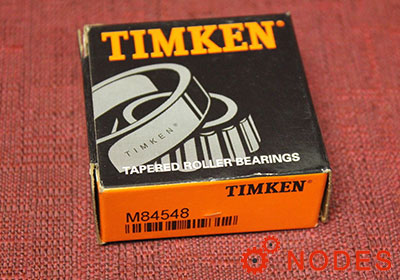 TIMKEN®
TIMKEN®
TAPERED ROLLER BEARINGS
TIMKEN®
M84548
NODES